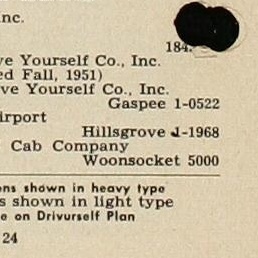 nc.
184
ve Yourself Co., Inc.
ed Fall, 1951)
ve Yourself Co., Inc.
Gaspee 1-0522
irport
Hillsgrove 1-1968
Cab Company
Woonsocket 5000
ens shown in heavy type
s shown in light type
e on Drivurself Plan
24